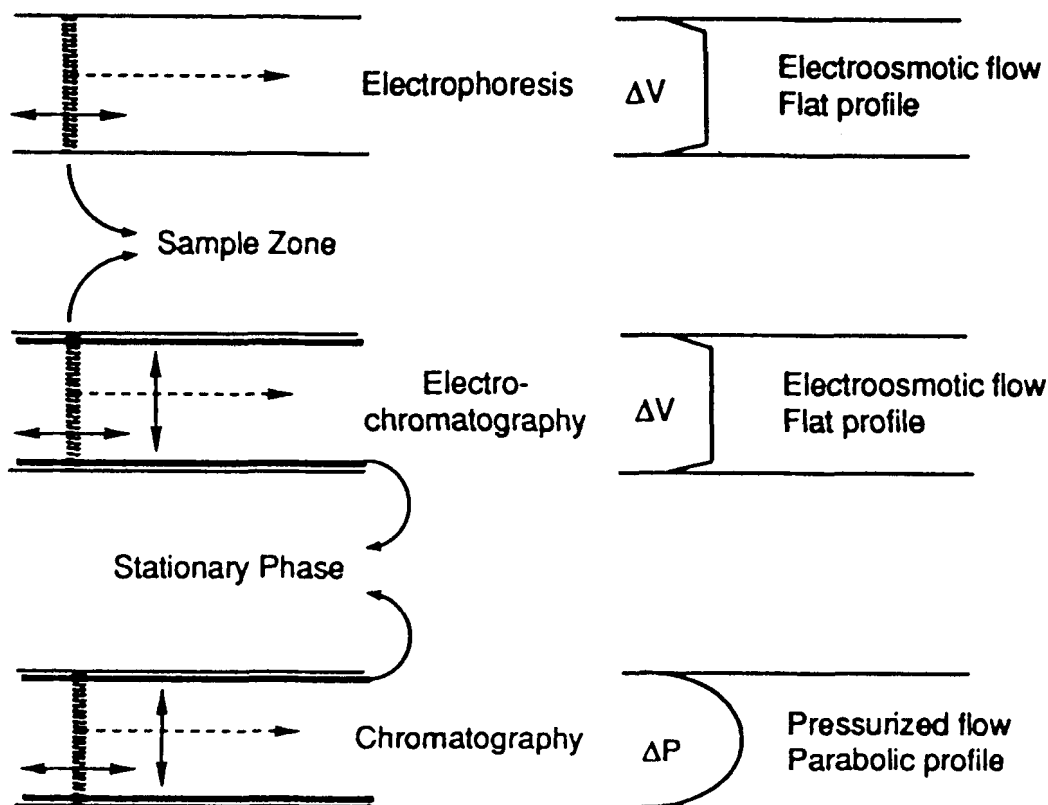 Electrophoresis
ΔV
Electroosmotic flow
Flat profile
Sample Zone
Electro-
chromatography
ΔV
Electroosmotic flow
Flat profile
Stationary Phase
Chromatography
ΔP
Pressurized flow
Parabolic profile